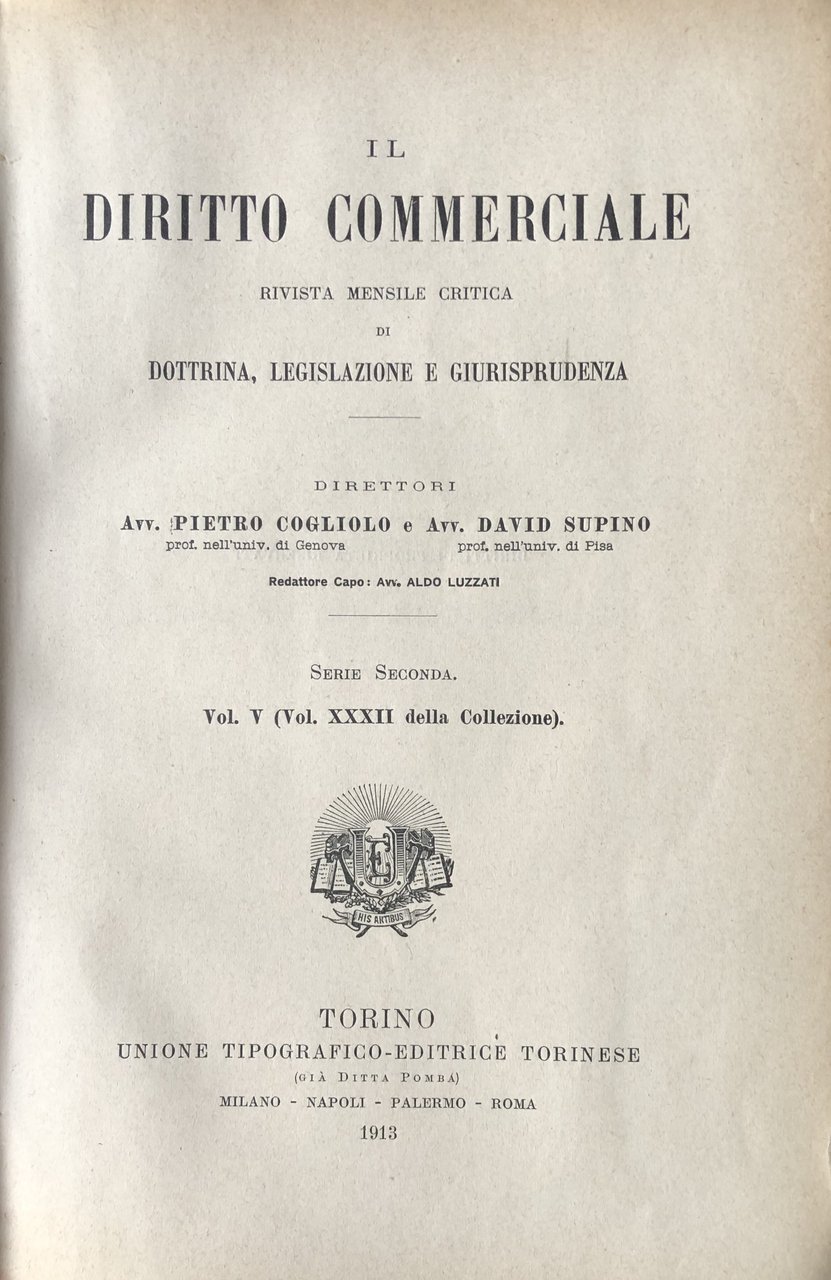 IL
DIRITTO COMMERCIALE
RIVISTA MENSILE CRITICA
DI
DOTTRINA, LEGISLAZIONE E GIURISPRUDENZA
DIRETTORI
Avv. PIETRO COGLIOLO e Avv. DAVID SUPINO
prof. nell'univ. di Genova prof. nell'univ. di Pisa
Redattore Capo: Avv. ALDO LUZZATI
SERIE SECONDA.
Vol. V (Vol. XXXII della Collezione).
UTE
HIS ARTIBUS
TORINO
UNIONE TIPOGRAFICO-EDITRICE TORINESE
(GIÀ DITTA POMBA)
MILANO - NAPOLI - PALERMO - ROMA
1913